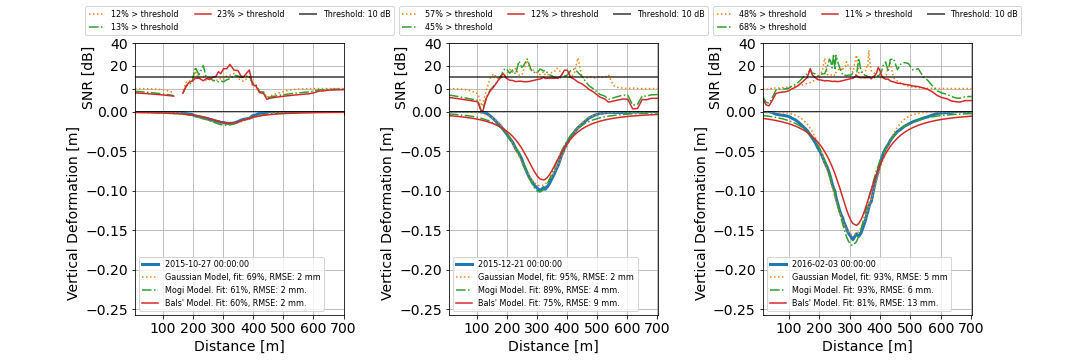 12% > threshold
13% > threshold
23% > threshold
Threshold: 10 dB
57% > threshold
45% > threshold
12% > threshold
Threshold: 10 dB
48% > threshold
68% > threshold
11% > threshold
Threshold: 10 dB
SNR [dB]
40
20
0
SNR [dB]
40
20
0
SNR [dB]
40
20
0
Vertical Deformation [m]
0.00
−0.05
−0.10
−0.15
−0.20
−0.25
2015-10-27 00:00:00
Gaussian Model, fit: 69%, RMSE: 2 mm
Mogi Model. Fit: 61%, RMSE: 2 mm.
Bals' Model. Fit: 60%, RMSE: 2 mm.
100 200 300 400 500 600 700
Distance [m]
Vertical Deformation [m]
0.00
−0.05
−0.10
−0.15
−0.20
−0.25
2015-12-21 00:00:00
Gaussian Model, fit: 95%, RMSE: 2 mm
Mogi Model. Fit: 89%, RMSE: 4 mm.
Bals' Model. Fit: 75%, RMSE: 9 mm.
100 200 300 400 500 600 700
Distance [m]
Vertical Deformation [m]
0.00
−0.05
−0.10
−0.15
−0.20
−0.25
2016-02-03 00:00:00
Gaussian Model, fit: 93%, RMSE: 5 mm
Mogi Model. Fit: 93%, RMSE: 6 mm.
Bals' Model. Fit: 81%, RMSE: 13 mm.
100 200 300 400 500 600 700
Distance [m]